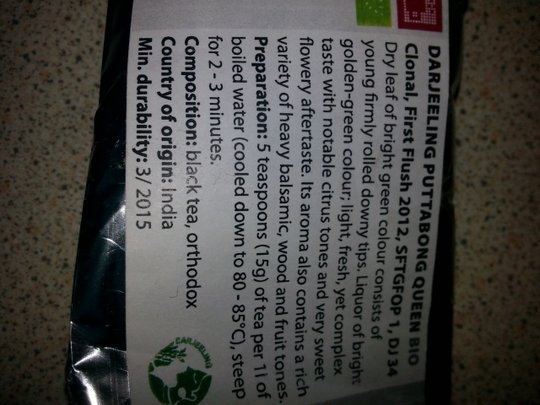 DARJEELING PUTTABONG QUEEN BIO
Clonal, First Flush 2012, SFTGFOP 1, DJ 34
Dry leaf of bright green colour consists of
young firmly rolled downy tips. Liquor of bright
golden-green colour; light, fresh, yet complex
taste with notable citrus tones and very sweet
flowery aftertaste. Its aroma also contains a rich
variety of heavy balsamic, wood and fruit tones.
Preparation: 5 teaspoons (15g) of tea per 1l of
boiled water (cooled down to 80 - 85°C), steep
for 2 - 3 minutes.
Composition: black tea, orthodox
Country of origin: India
Min. durability: 3/ 2015
DARJEELING